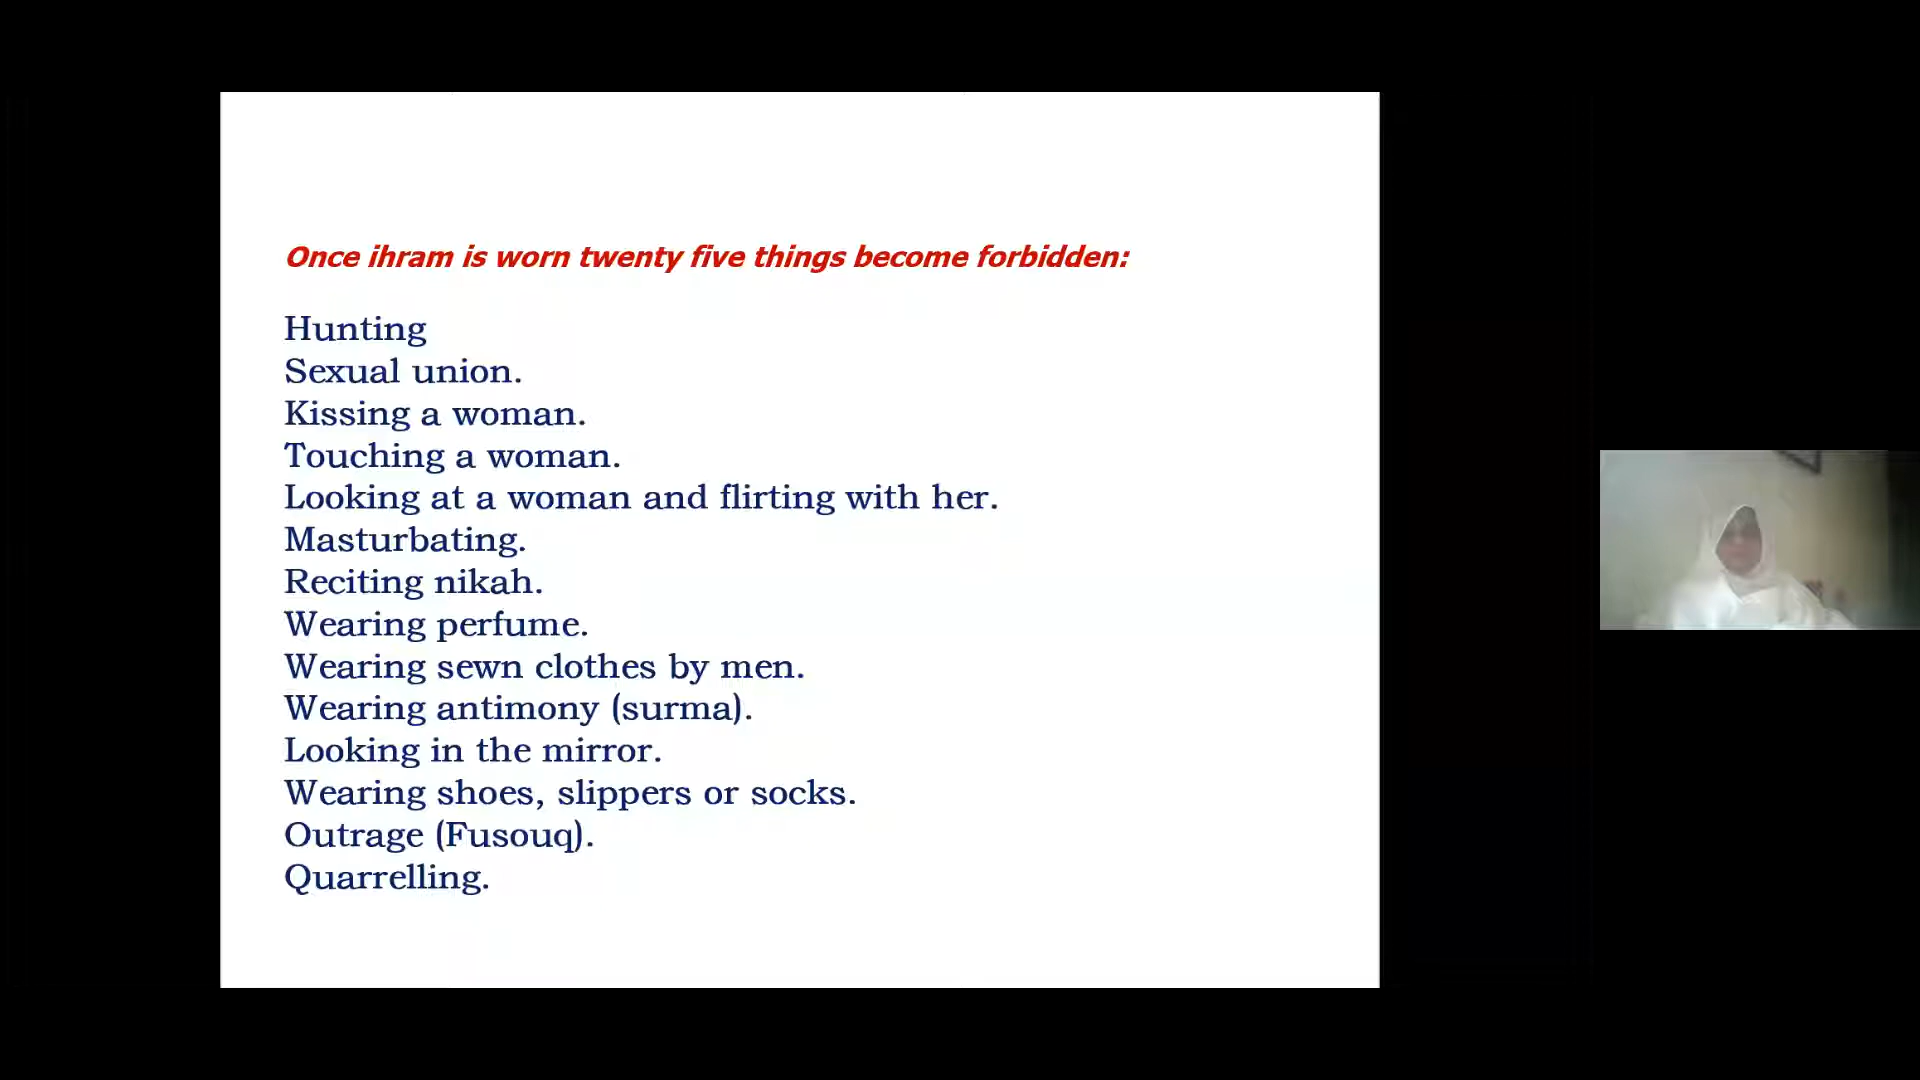 Once ihram is worn twenty five things become forbidden:
Hunting
Sexual union.
Kissing a woman.
Touching a woman.
Looking at a woman and flirting with her.
Masturbating.
Reciting nikah.
Wearing perfume.
Wearing sewn clothes by men.
Wearing antimony (surma).
Looking in the mirror.
Wearing shoes, slippers or socks.
Outrage (Fusouq).
Quarrelling.